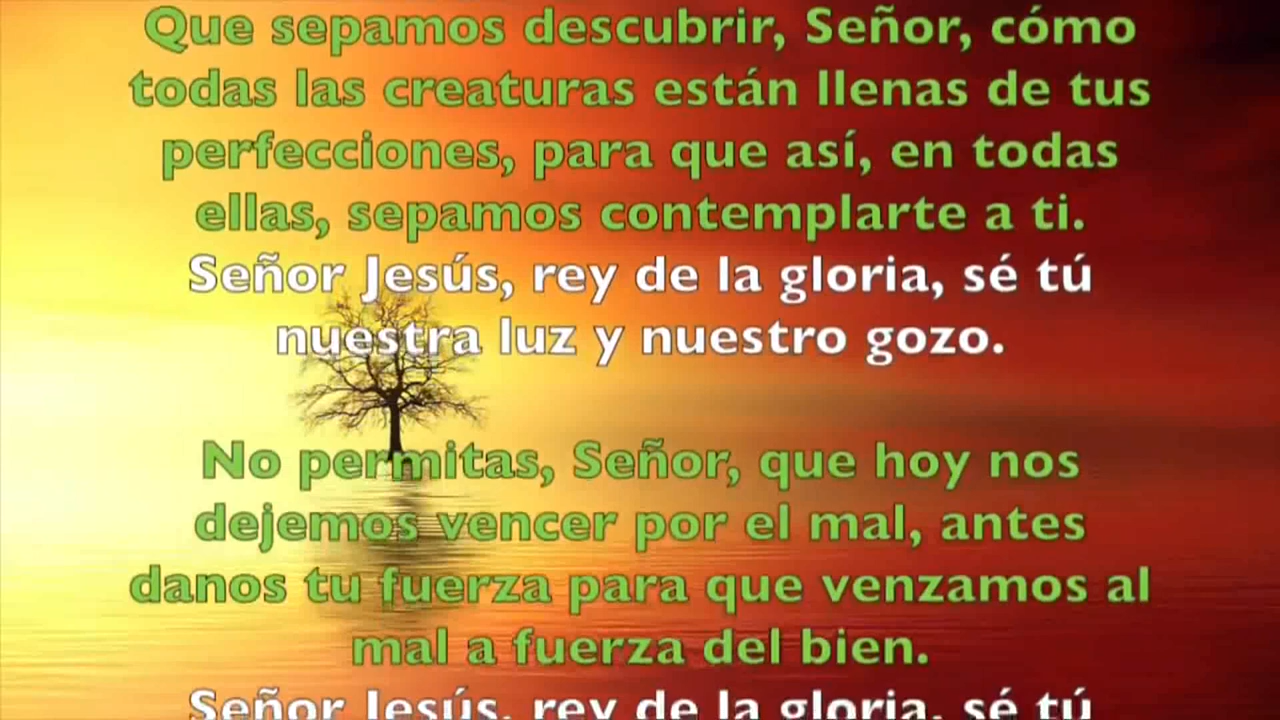 Que sepamos descubrir, Señor, cómo
todas las creaturas están llenas de tus
perfecciones, para que así, en todas
ellas, sepamos contemplarte a ti.
Señor Jesús, rey de la gloria, sé tú
nuestra luz y nuestro gozo.
No permitas, Señor, que hoy nos
dejemos vencer por el mal, antes
danos tu fuerza para que venzamos al
mal a fuerza del bien.
Señor Jesús, rey de la gloria, sé tú